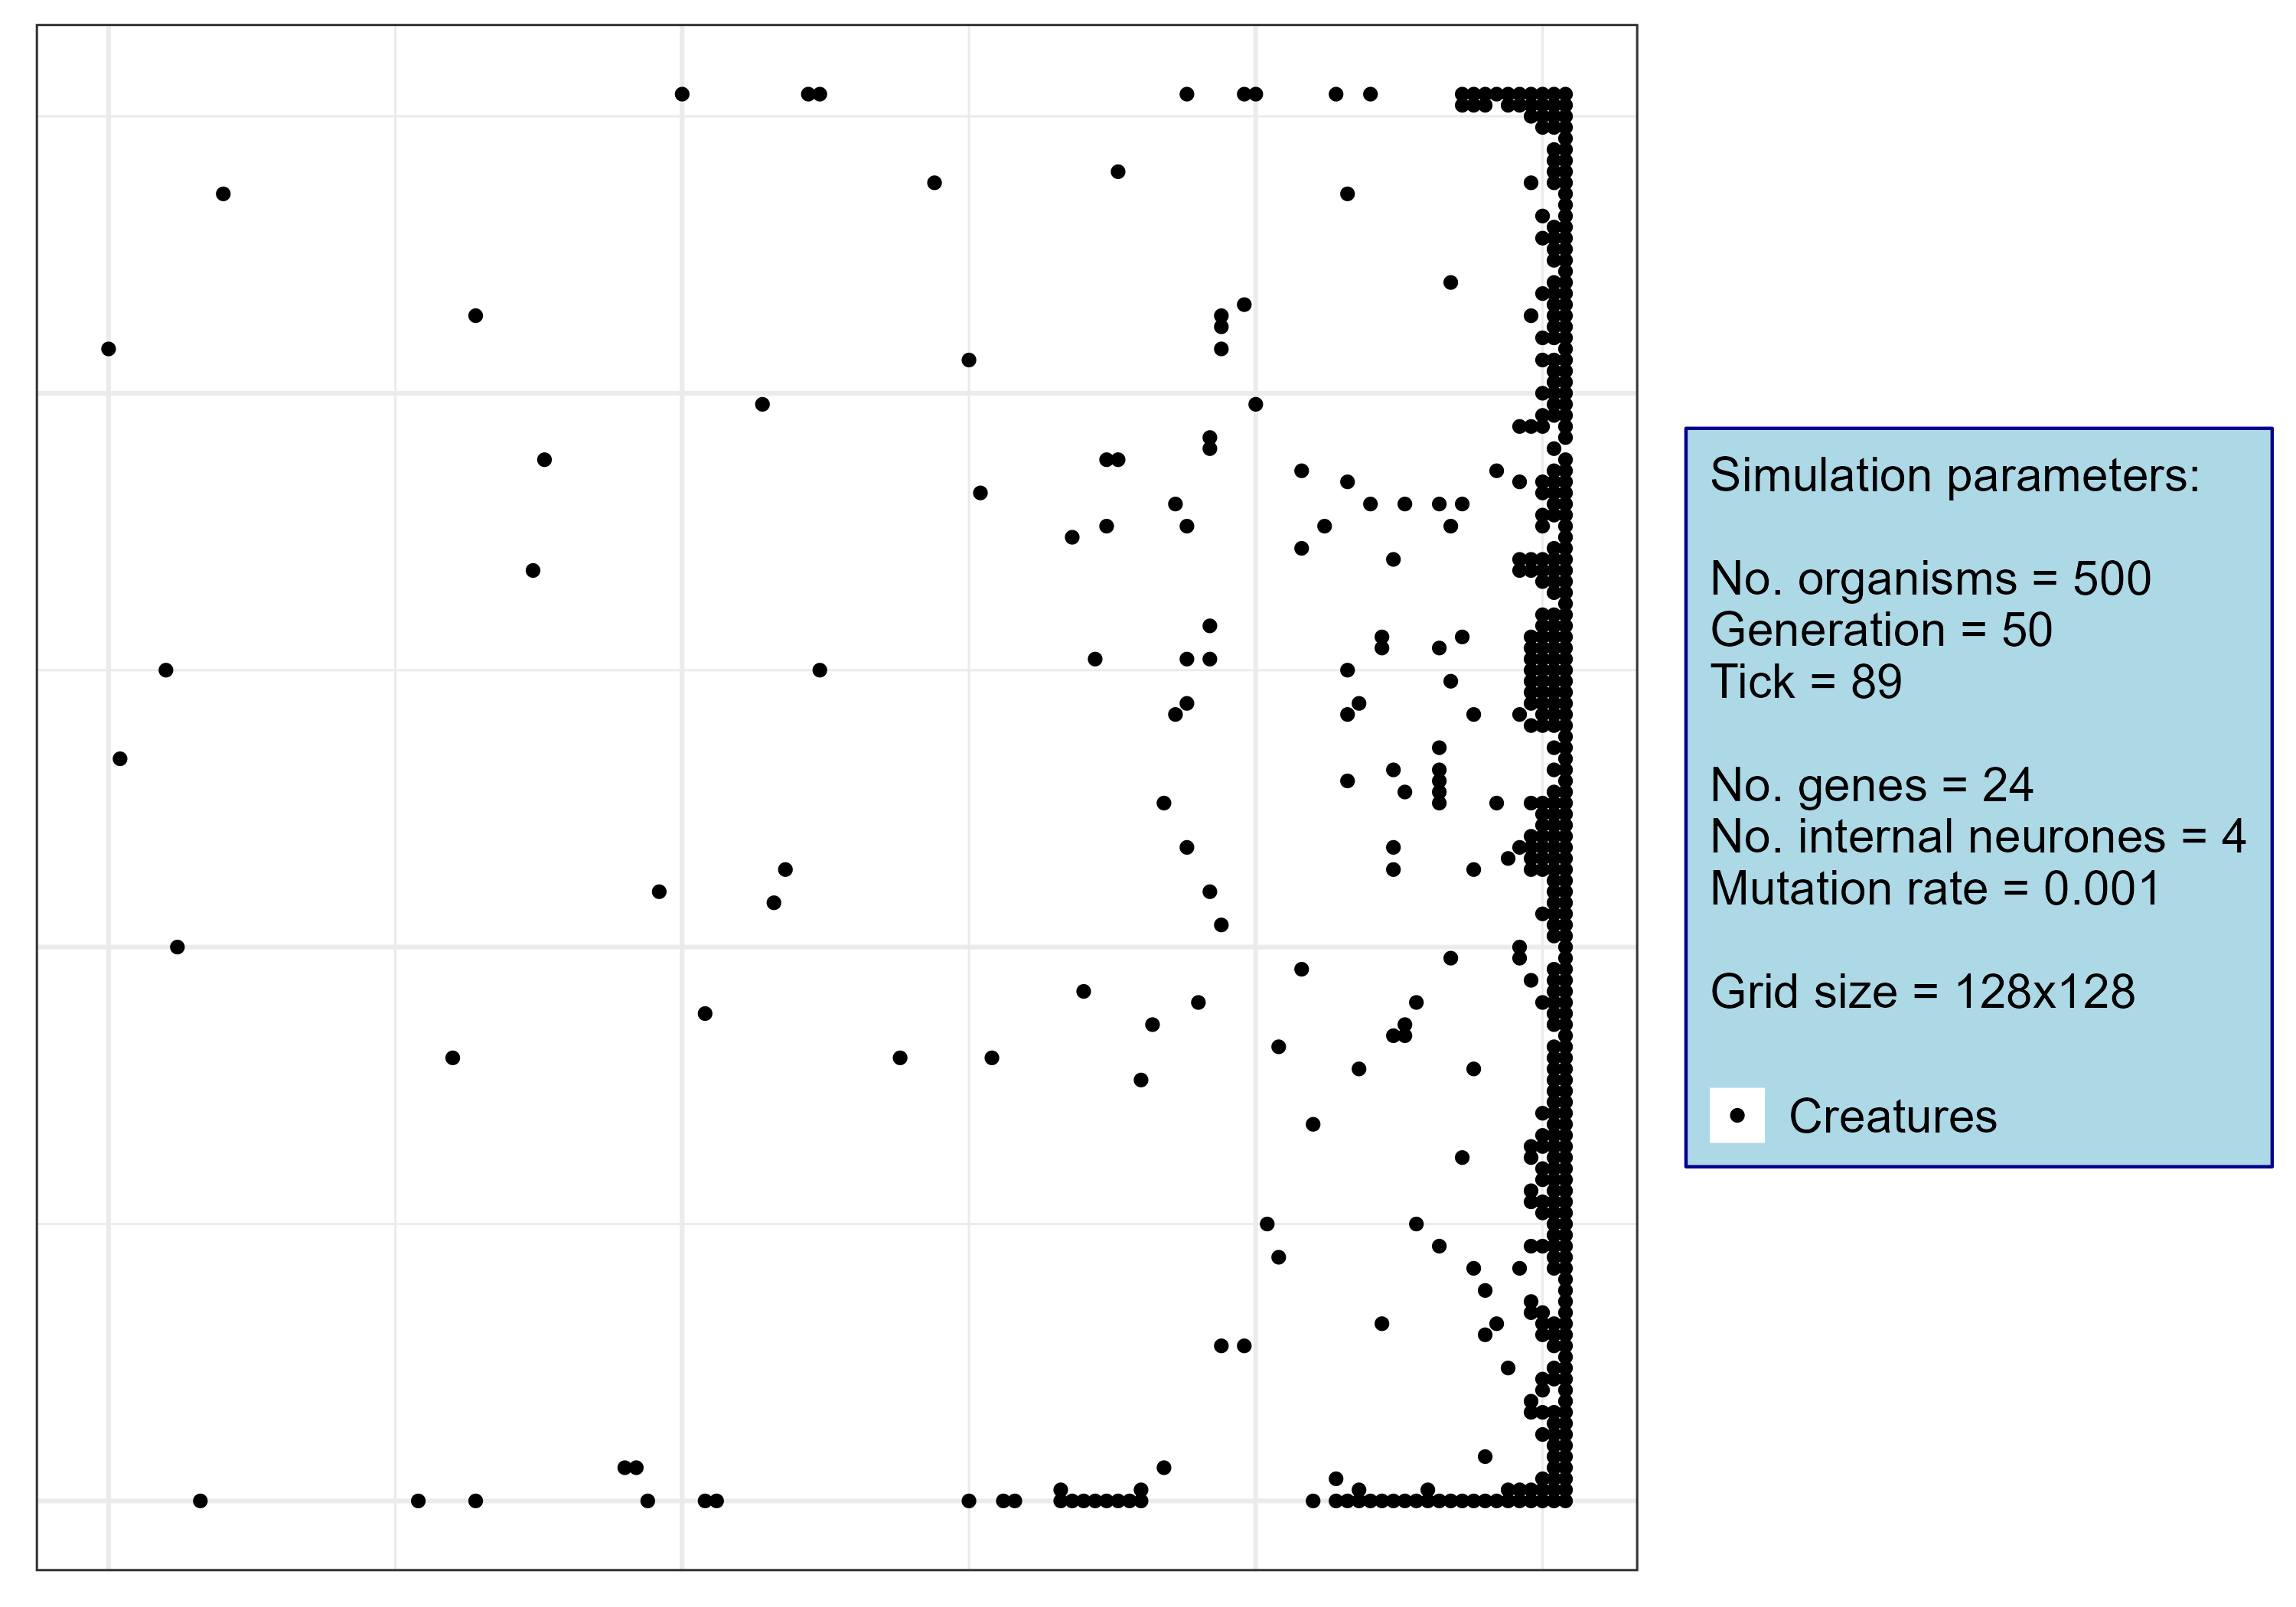 Simulation parameters:
No. organisms = 500
Generation = 50
Tick = 89
No. genes = 24
No. internal neurones = 4
Mutation rate = 0.001
Grid size = 128x128
Creatures